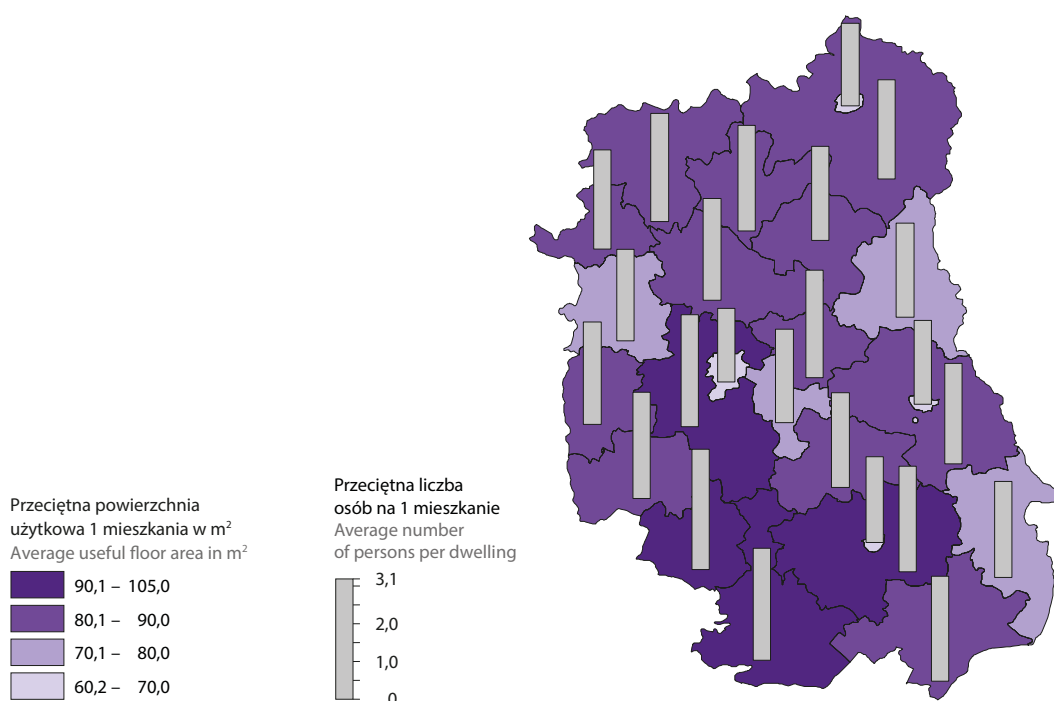 Przeciętna powierzchnia
użytkowa 1 mieszkania w m²
Average useful floor area in m²
90,1 – 105,0
80,1 – 90,0
70,1 – 80,0
60,2 – 70,0
Przeciętna liczba
osób na 1 mieszkanie
Average number
of persons per dwelling
3,1
2,0
1,0
0